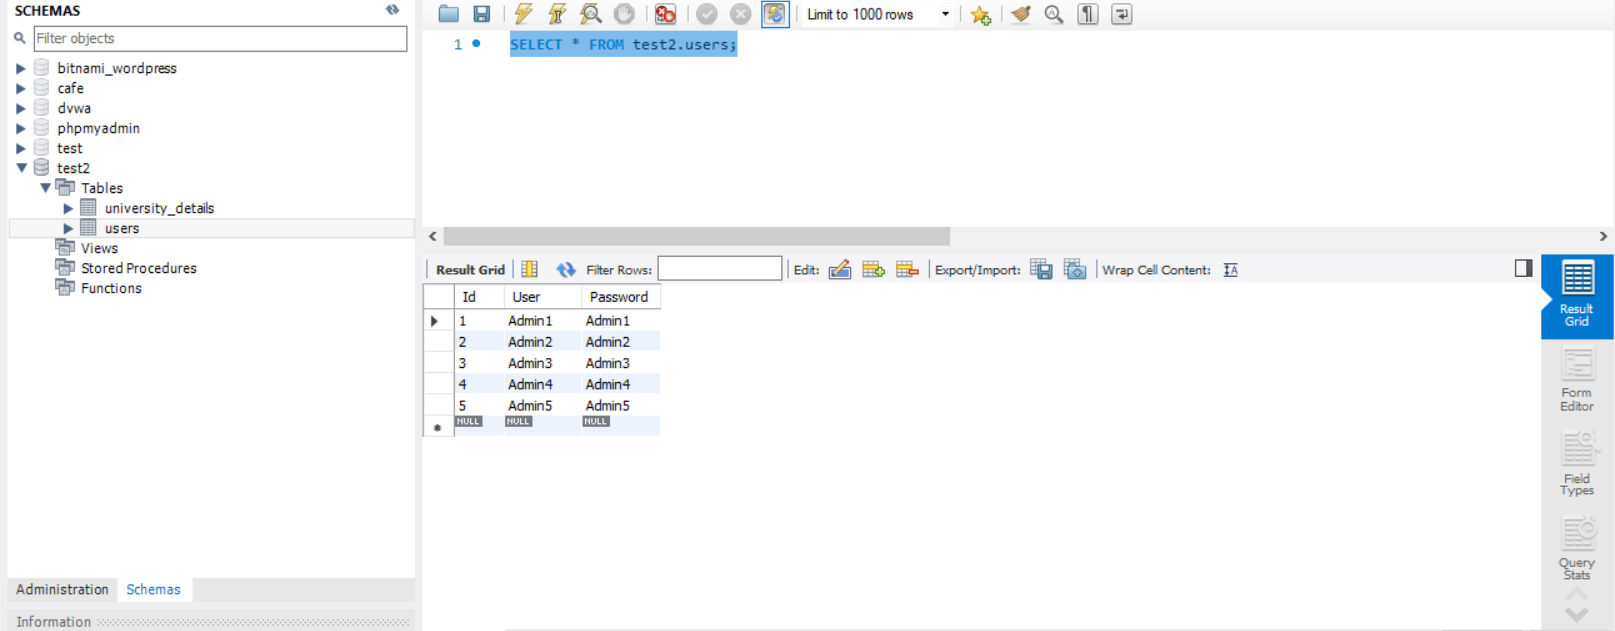 SCHEMAS
Filter objects
bitnami_wordpress
cafe
dvwa
phpmyadmin
test
test2
Tables
university_details
users
Views
Stored Procedures
Functions
Administration Schemas
Information
Limit to 1000 rows
1 SELECT * FROM test2.users;
Result Grid Filter Rows: Edit: Export/Import: Wrap Cell Content:
Id User Password
1 Admin1 Admin1
2 Admin2 Admin2
3 Admin3 Admin3
4 Admin4 Admin4
5 Admin5 Admin5
NULL NULL NULL
Result
Grid
Form
Editor
Field
Types
Query
Stats